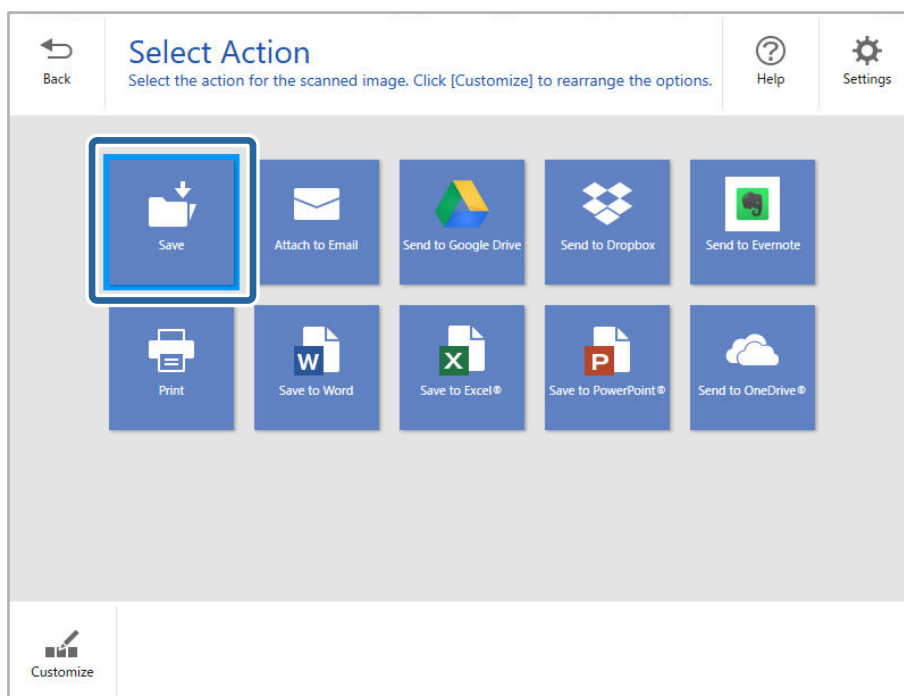 Back
Select Action
Select the action for the scanned image. Click [Customize] to rearrange the options.
Help
Settings
Save
Attach to Email
Send to Google Drive
Send to Dropbox
Send to Evernote
Print
W
Save to Word
X
Save to Excel®
P
Save to PowerPoint®
Send to OneDrive®
Customize